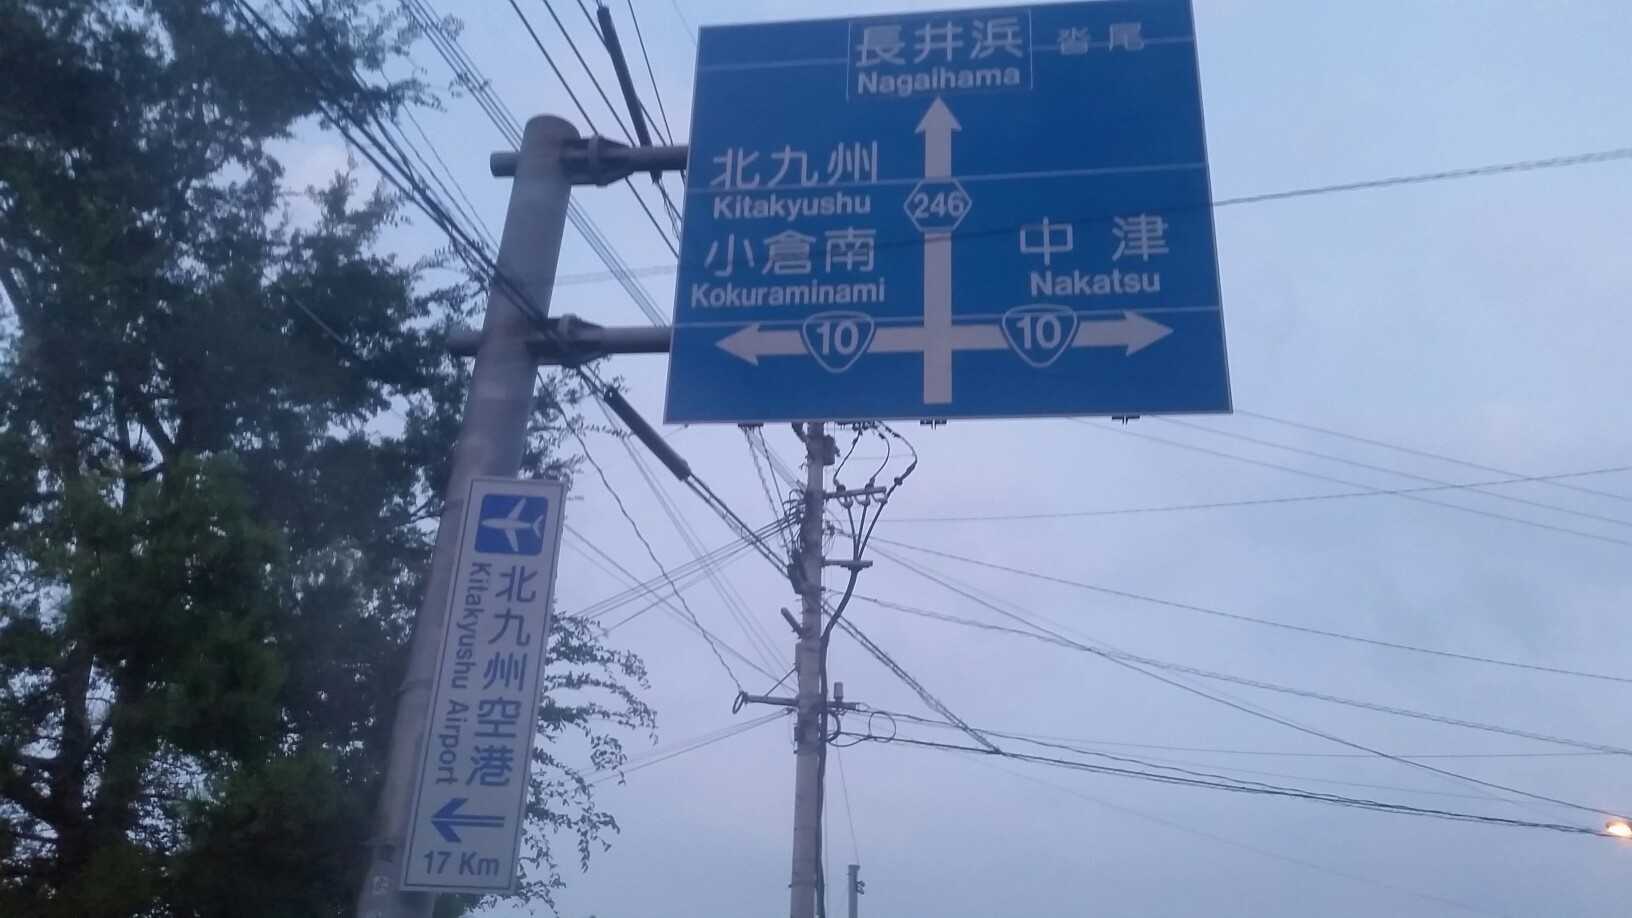 長井浜 沓尾
Nagaihama
北九州
Kitakyushu
小倉南
Kokuraminami
246
中津
Nakatsu
10
10
北九州空港
Kitakyushu Airport
17 Km